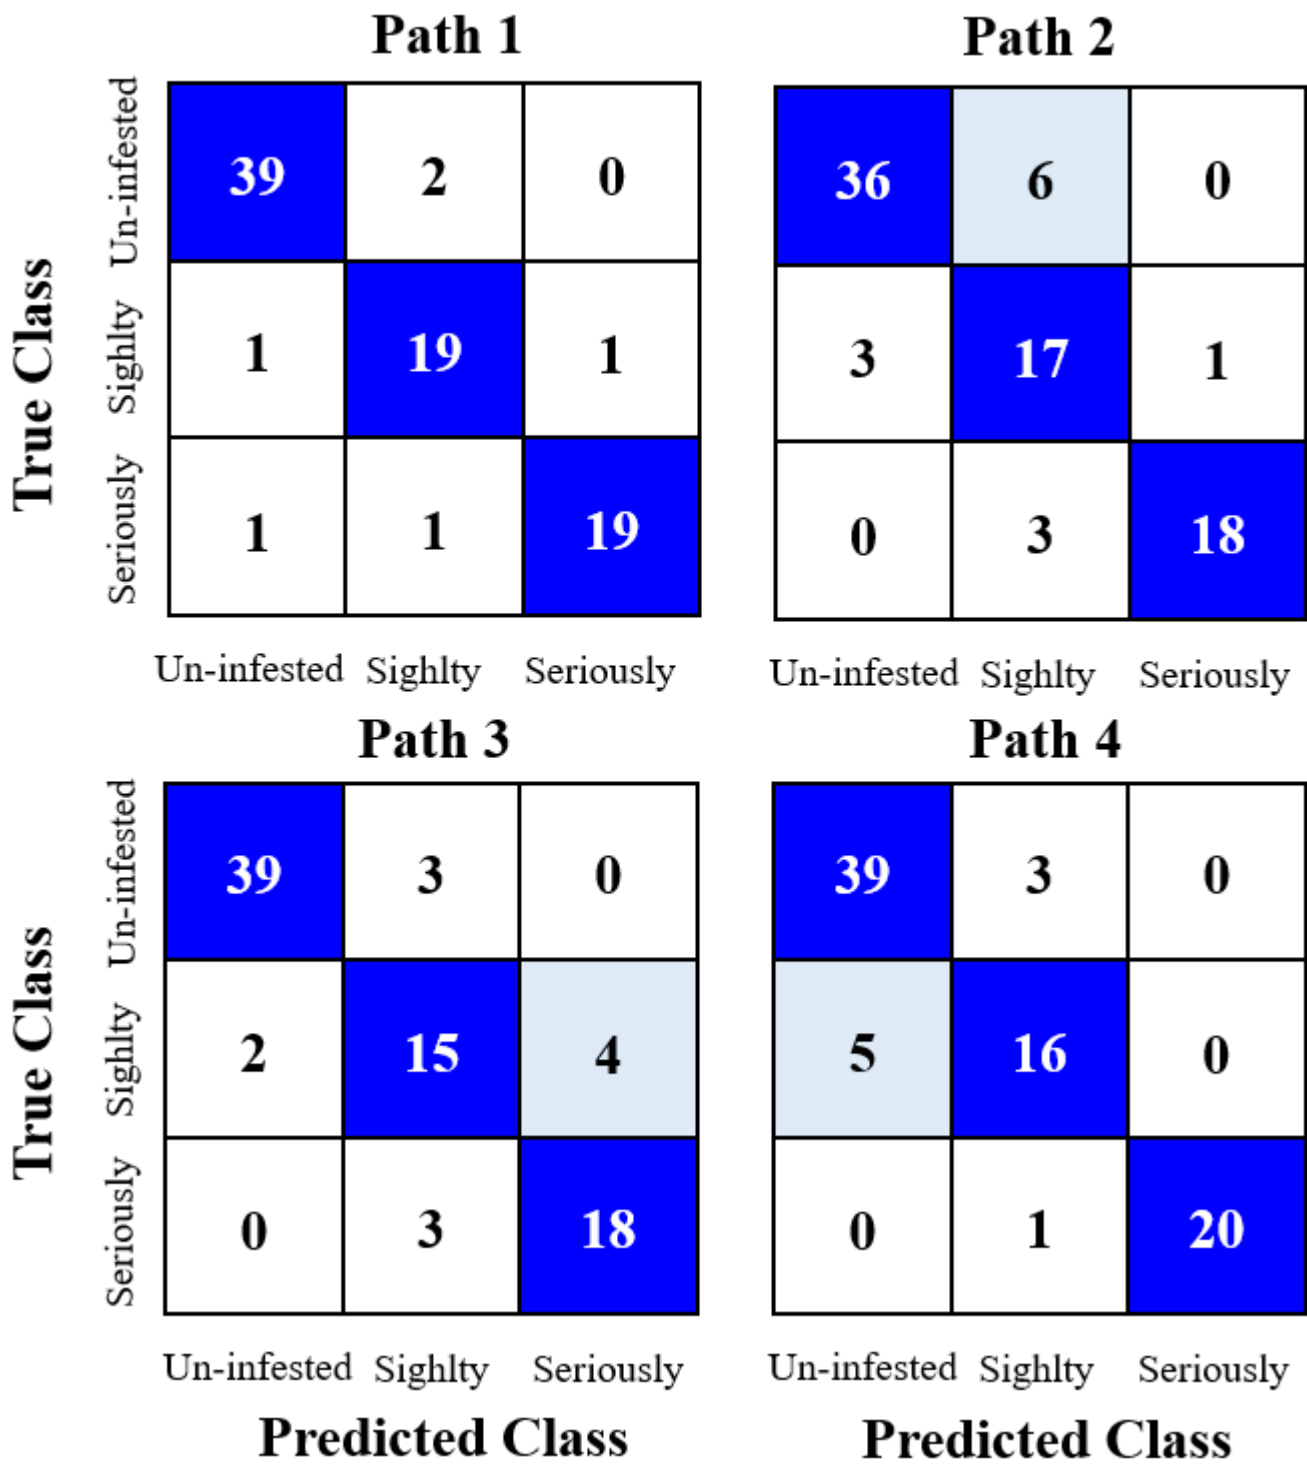 Path 1
Path 2
True Class
Un-infested
39 2 0
Sighlty
1 19 1
Seriously
1 1 19
Un-infested Sighlty Seriously
Un-infested
36 6 0
3 17 1
0 3 18
Un-infested Sighlty Seriously
Path 3
Path 4
True Class
Un-infested
39 3 0
Sighlty
2 15 4
Seriously
0 3 18
Un-infested Sighlty Seriously
Predicted Class
39 3 0
5 16 0
0 1 20
Un-infested Sighlty Seriously
Predicted Class